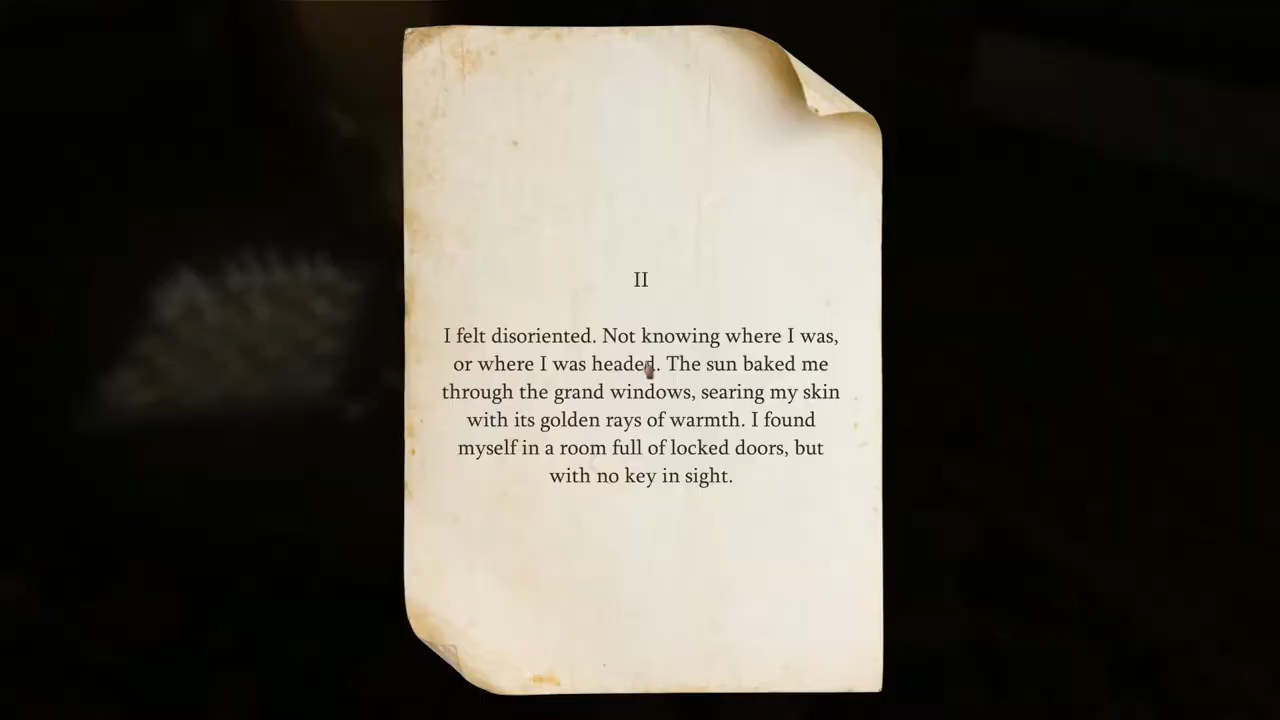 II
I felt disoriented. Not knowing where I was,
or where I was headed. The sun baked me
through the grand windows, searing my skin
with its golden rays of warmth. I found
myself in a room full of locked doors, but
with no key in sight.